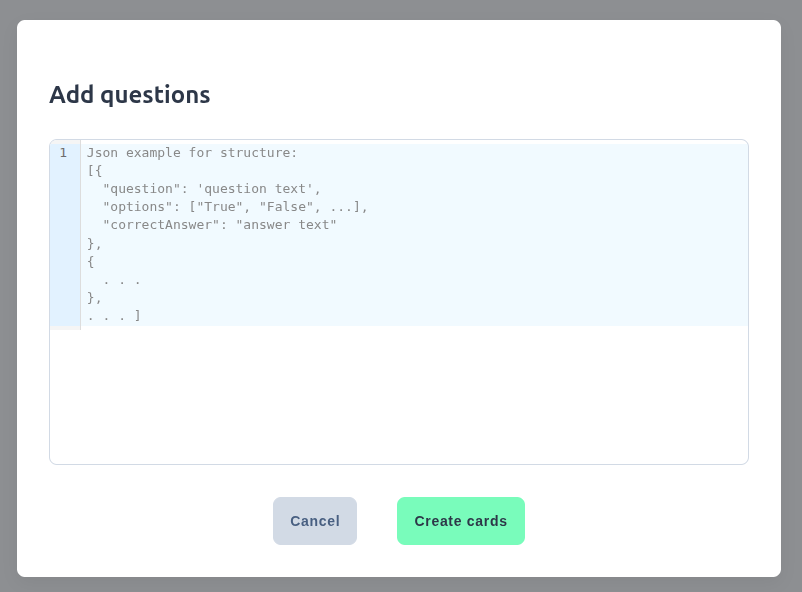 Add questions
1 Json example for structure:
[{
  "question": 'question text',
  "options": ["True", "False", ...],
  "correctAnswer": "answer text"
},
{
  . . .
},
. . . ]
Cancel Create cards